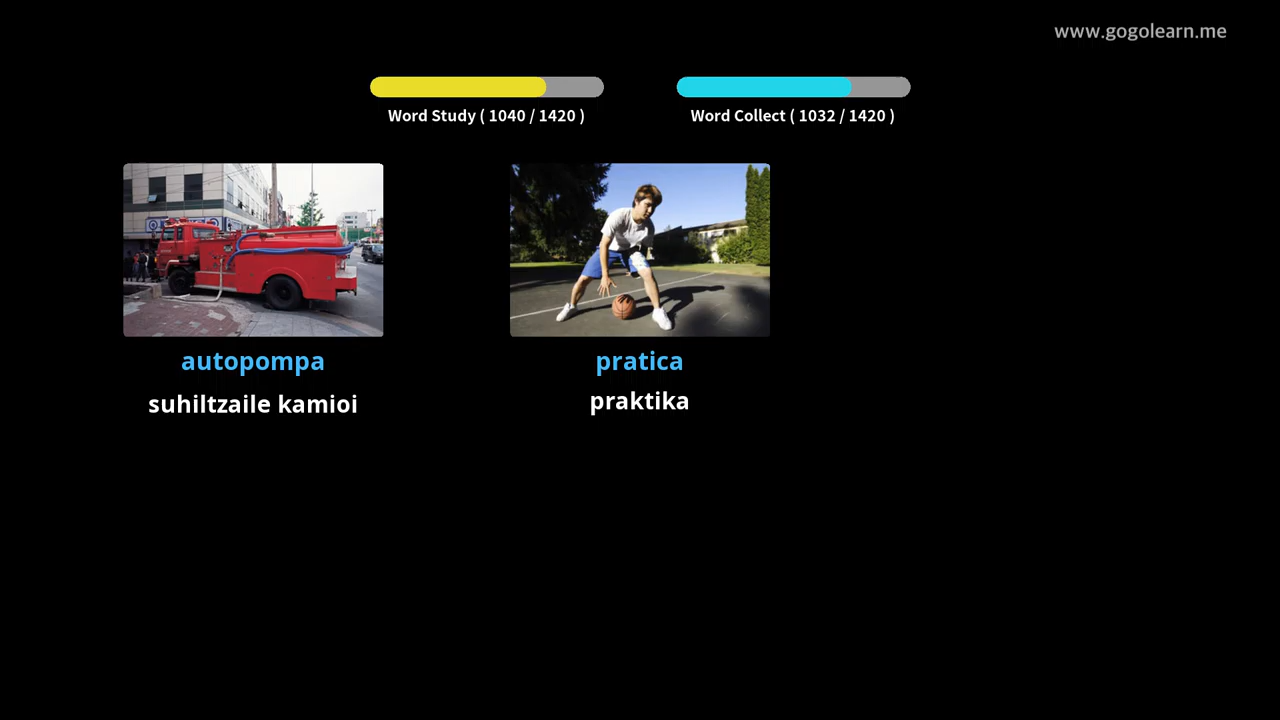 www.gogolearn.me
Word Study ( 1040 / 1420 )
Word Collect ( 1032 / 1420 )
autopompa
suhiltzaile kamioi
pratica
praktika